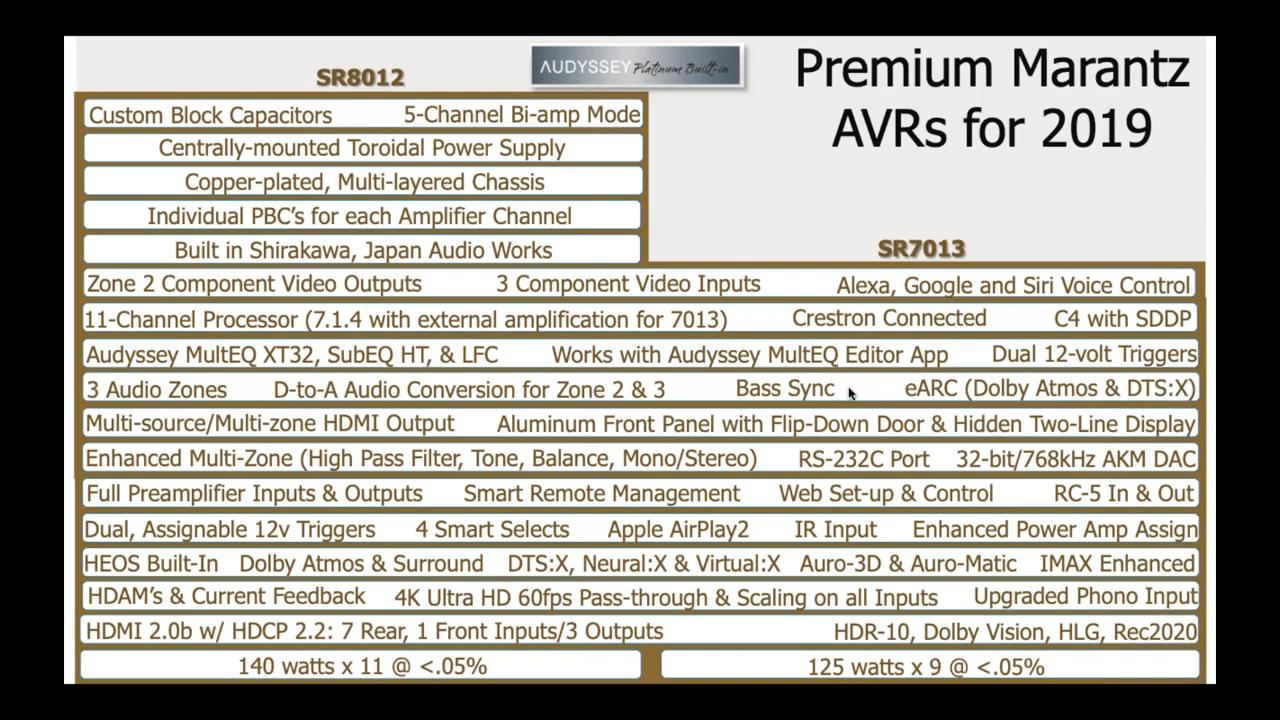 AUDYSSEY Platinum Built-in
Premium Marantz
AVRs for 2019
SR8012
Custom Block Capacitors 5-Channel Bi-amp Mode
Centrally-mounted Toroidal Power Supply
Copper-plated, Multi-layered Chassis
Individual PBC's for each Amplifier Channel
Built in Shirakawa, Japan Audio Works
SR7013
Zone 2 Component Video Outputs 3 Component Video Inputs Alexa, Google and Siri Voice Control
11-Channel Processor (7.1.4 with external amplification for 7013) Crestron Connected C4 with SDDP
Audyssey MultEQ XT32, SubEQ HT, & LFC Works with Audyssey MultEQ Editor App Dual 12-volt Triggers
3 Audio Zones D-to-A Audio Conversion for Zone 2 & 3 Bass Sync eARC (Dolby Atmos & DTS:X)
Multi-source/Multi-zone HDMI Output Aluminum Front Panel with Flip-Down Door & Hidden Two-Line Display
Enhanced Multi-Zone (High Pass Filter, Tone, Balance, Mono/Stereo) RS-232C Port 32-bit/768kHz AKM DAC
Full Preamplifier Inputs & Outputs Smart Remote Management Web Set-up & Control RC-5 In & Out
Dual, Assignable 12v Triggers 4 Smart Selects Apple AirPlay2 IR Input Enhanced Power Amp Assign
HEOS Built-In Dolby Atmos & Surround DTS:X, Neural:X & Virtual:X Auro-3D & Auro-Matic IMAX Enhanced
HDAM's & Current Feedback 4K Ultra HD 60fps Pass-through & Scaling on all Inputs Upgraded Phono Input
HDMI 2.0b w/ HDCP 2.2: 7 Rear, 1 Front Inputs/3 Outputs HDR-10, Dolby Vision, HLG, Rec2020
140 watts x 11 @ <.05% 125 watts x 9 @ <.05%